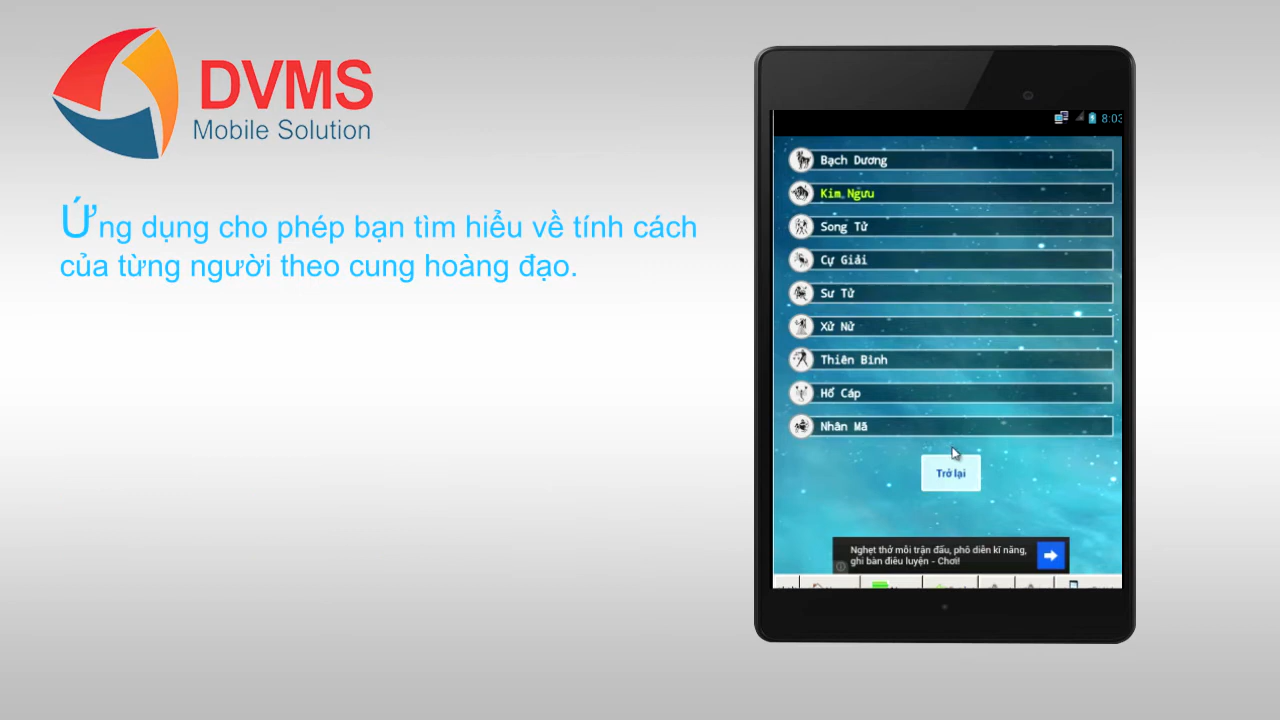 DVMS
Mobile Solution
Ứng dụng cho phép bạn tìm hiểu về tính cách
của từng người theo cung hoàng đạo.
8:03
Bạch Dương
Kim Ngưu
Song Tử
Cự Giải
Sư Tử
Xử Nử
Thiên Bình
Hổ Cáp
Nhân Mã
Trở lại
Nghẹt thở mỗi trận đấu, phô diễn kĩ năng,
ghi bàn điêu luyện - Chơi!